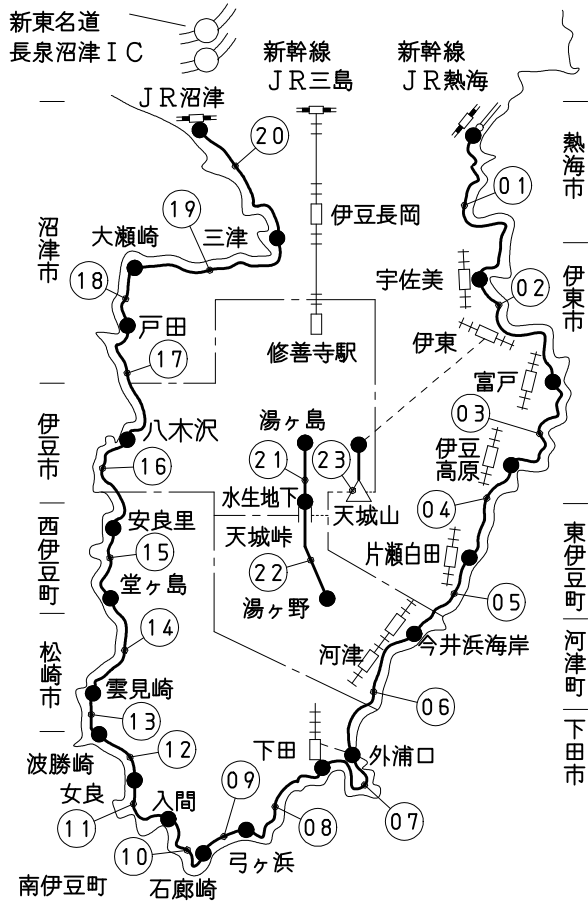 新東名道
長泉沼津ＩＣ
新幹線
ＪＲ三島
新幹線
ＪＲ熱海
ＪＲ沼津
20
熱海市
01
19
伊豆長岡
沼津市
大瀬崎
三津
宇佐美
伊東市
18
02
戸田
修善寺駅
伊東
17
富戸
湯ヶ島
03
伊豆市
八木沢
伊豆
高原
16
21
23
水生地下
天城山
04
安良里
天城峠
西伊豆町
15
片瀬白田
東伊豆町
22
堂ヶ島
湯ヶ野
05
14
河津
今井浜海岸
河津町
松崎市
雲見崎
06
13
12
下田
外浦口
下田市
波勝崎
女良
入間
09
07
11
08
10
弓ヶ浜
南伊豆町
石廊崎